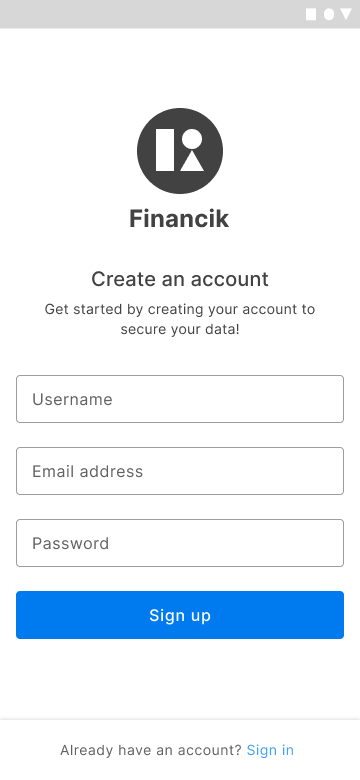 Financik
Create an account
Get started by creating your account to
secure your data!
Username
Email address
Password
Sign up
Already have an account? Sign in